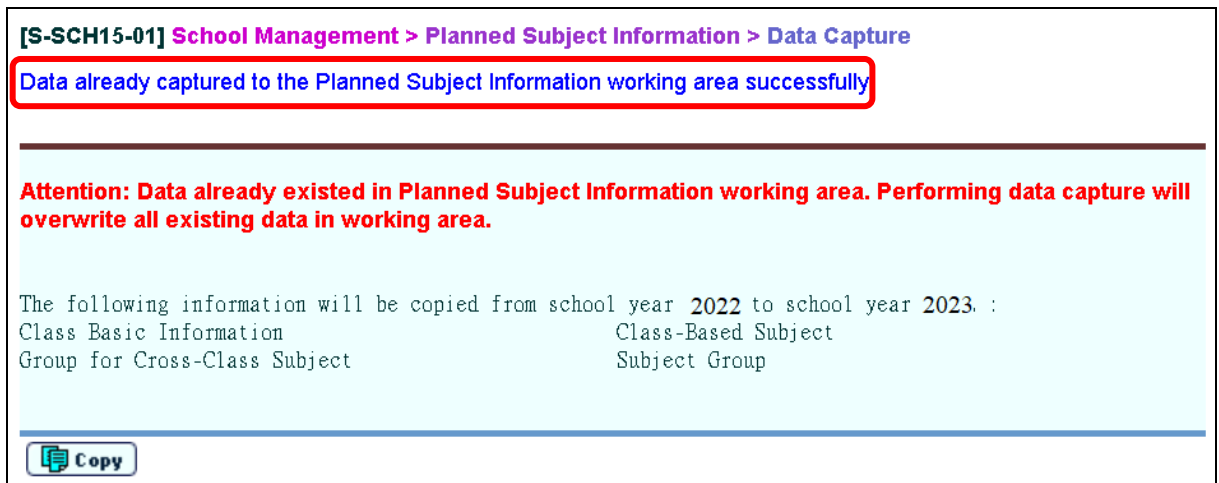 [S-SCH15-01] School Management > Planned Subject Information > Data Capture
Data already captured to the Planned Subject Information working area successfully
Attention: Data already existed in Planned Subject Information working area. Performing data capture will
overwrite all existing data in working area.
The following information will be copied from school year 2022 to school year 2023. :
Class Basic Information Class-Based Subject
Group for Cross-Class Subject Subject Group
Copy